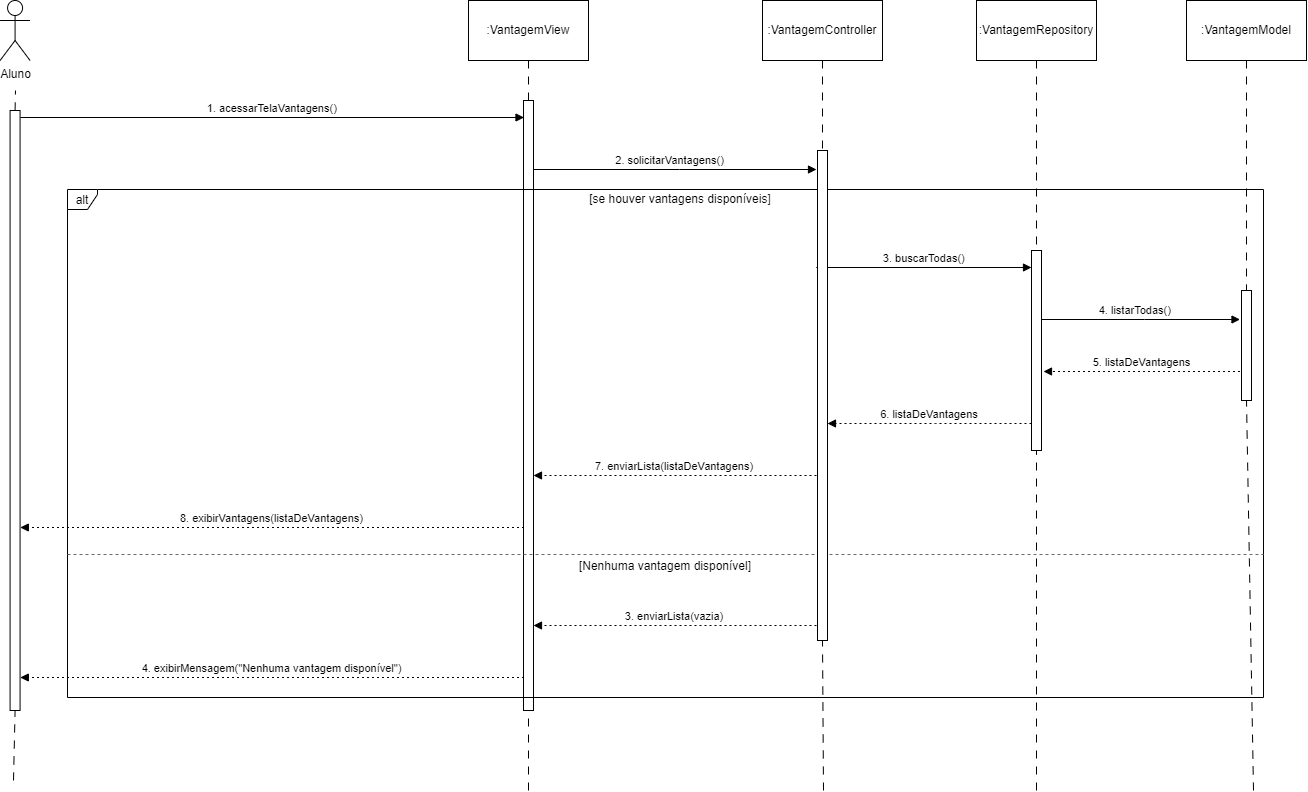 :VantagemView
:VantagemController
:VantagemRepository
:VantagemModel
Aluno
1. acessarTelaVantagens()
2. solicitarVantagens()
alt
[se houver vantagens disponíveis]
3. buscarTodas()
4. listarTodas()
5. listaDeVantagens
6. listaDeVantagens
7. enviarLista(listaDeVantagens)
8. exibirVantagens(listaDeVantagens)
[Nenhuma vantagem disponível]
3. enviarLista(vazia)
4. exibirMensagem("Nenhuma vantagem disponível")